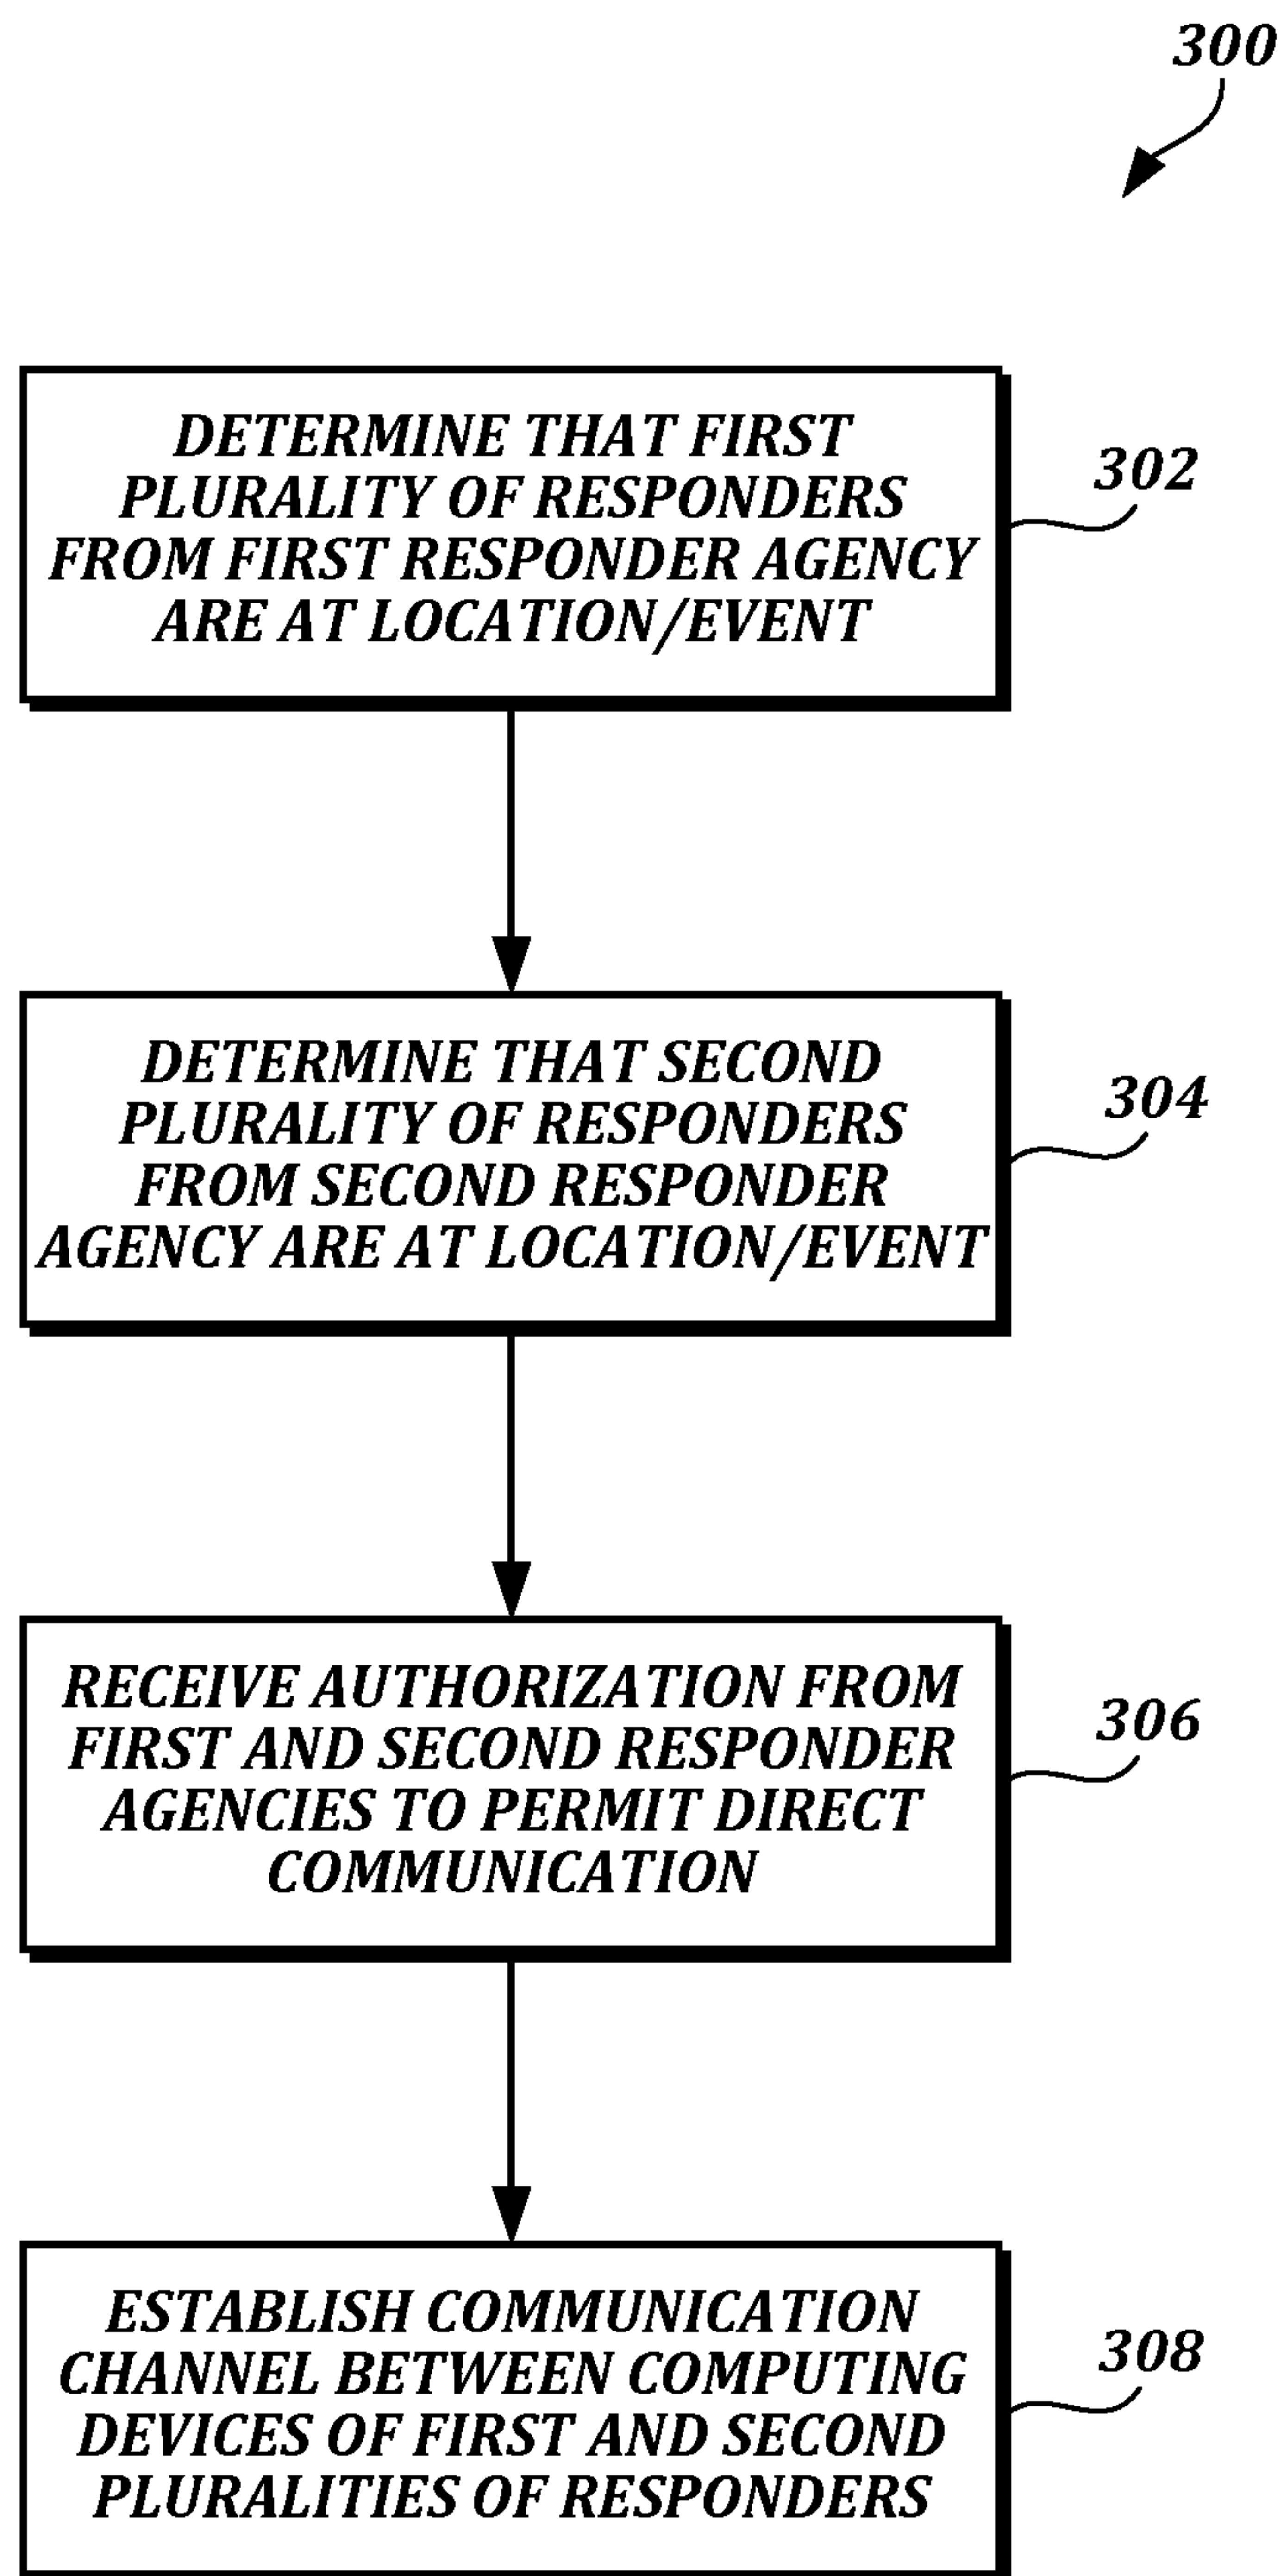 300
DETERMINE THAT FIRST
PLURALITY OF RESPONDERS
FROM FIRST RESPONDER AGENCY
ARE AT LOCATION/EVENT
302
DETERMINE THAT SECOND
PLURALITY OF RESPONDERS
FROM SECOND RESPONDER
AGENCY ARE AT LOCATION/EVENT
304
RECEIVE AUTHORIZATION FROM
FIRST AND SECOND RESPONDER
AGENCIES TO PERMIT DIRECT
COMMUNICATION
306
ESTABLISH COMMUNICATION
CHANNEL BETWEEN COMPUTING
DEVICES OF FIRST AND SECOND
PLURALITIES OF RESPONDERS
308